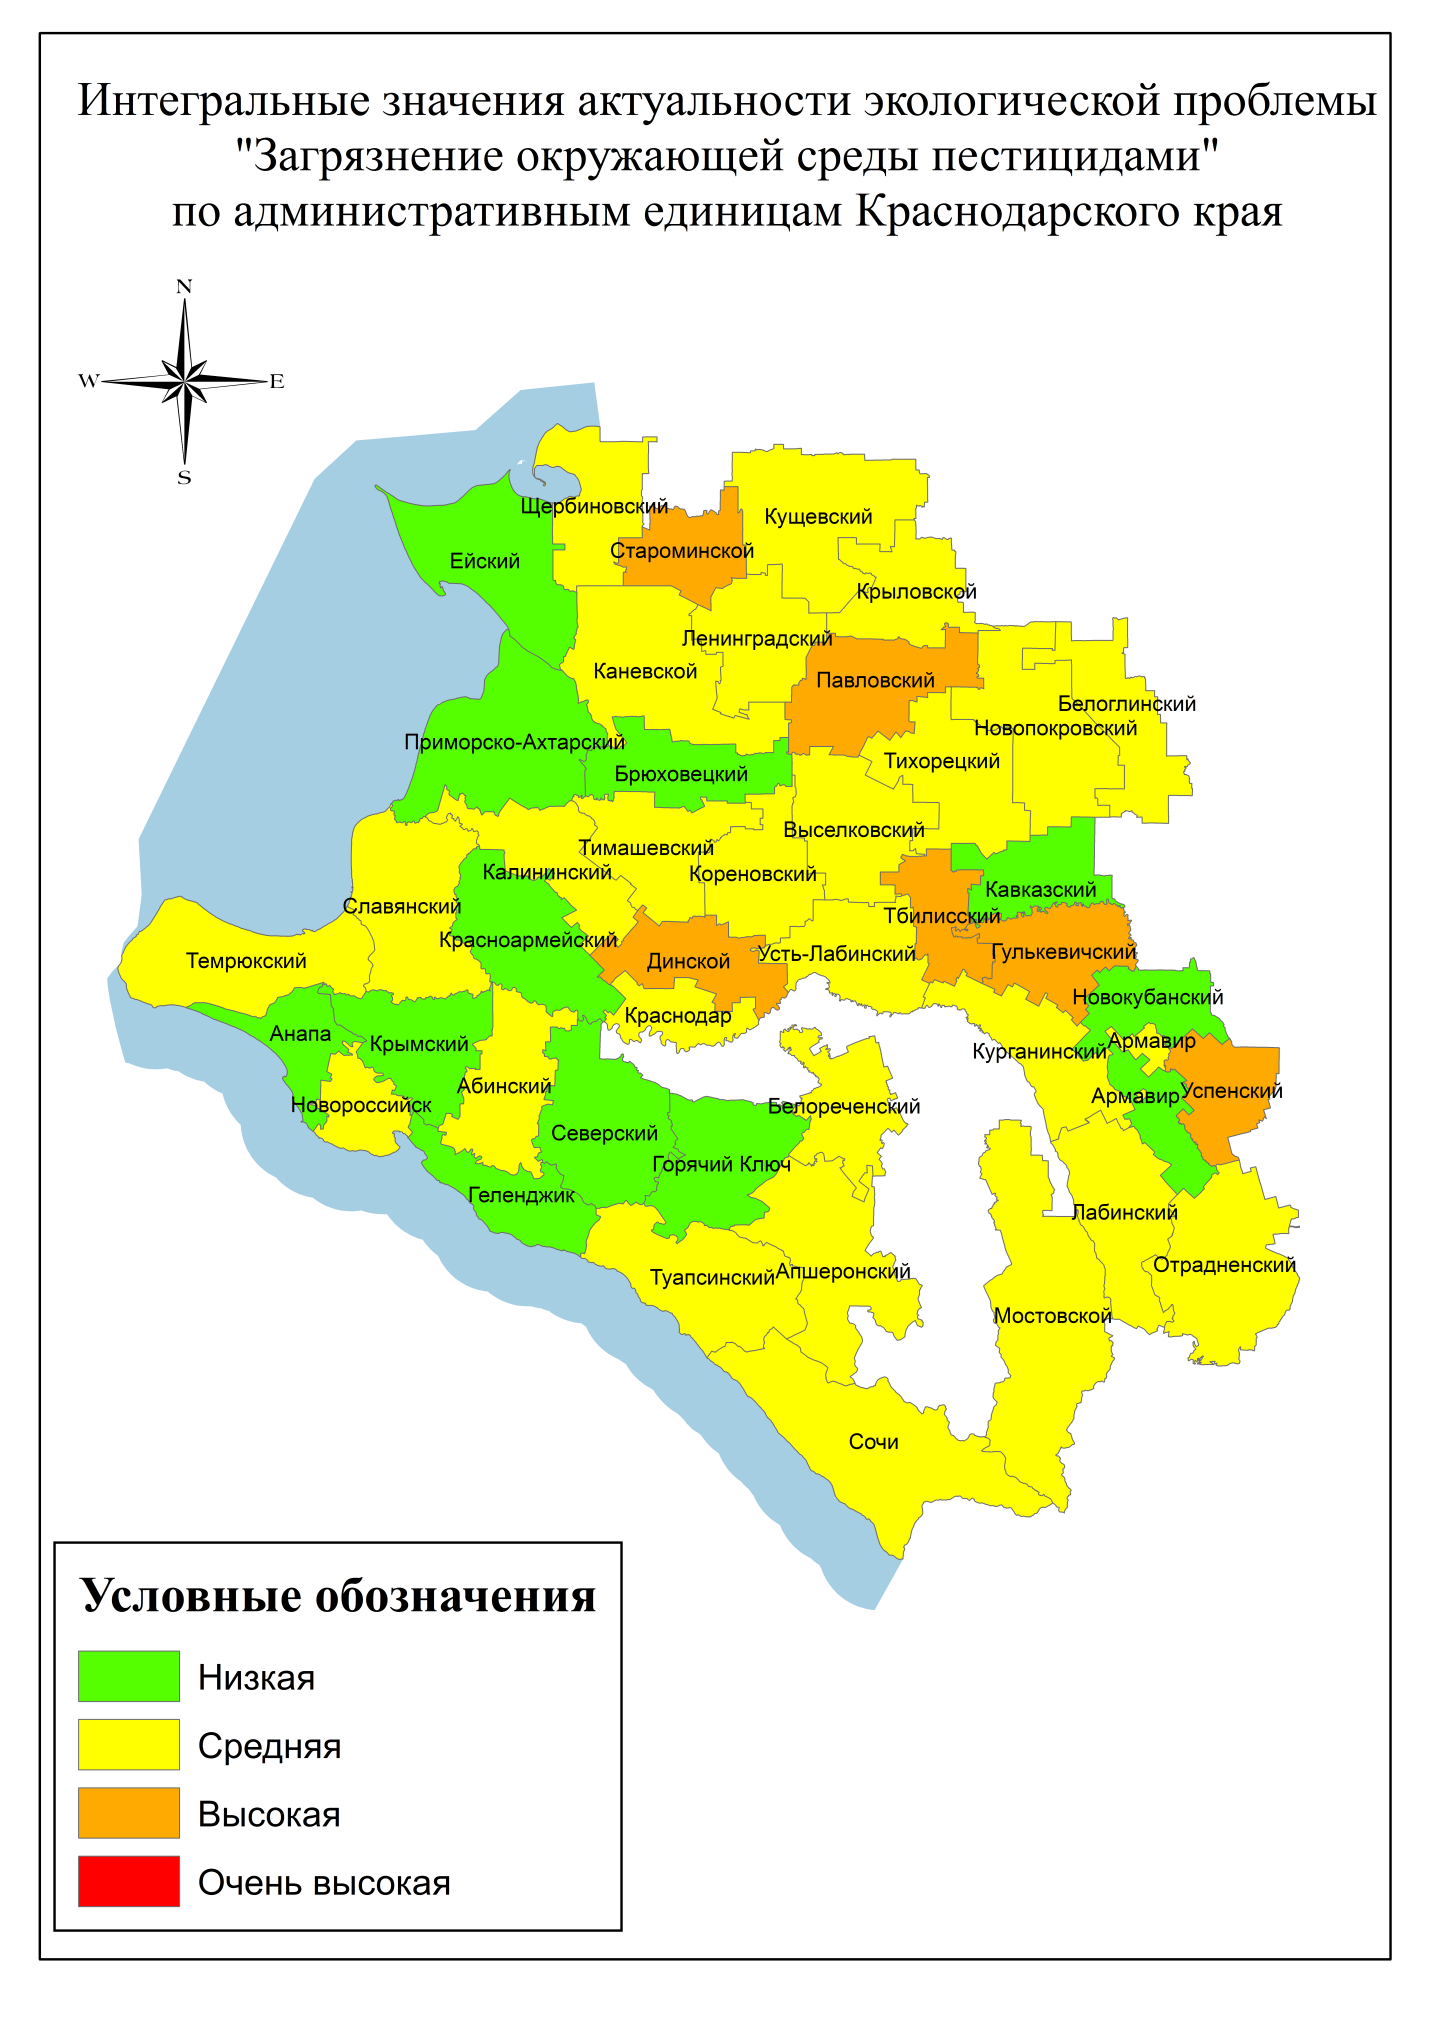 Интегральные значения актуальности экологической проблемы
"Загрязнение окружающей среды пестицидами"
по административным единицам Краснодарского края
N
W
E
S
Щербиновский
Кущевский
Староминской
Ейский
Крыловской
Ленинградский
Каневской
Павловский
Белоглинский
Новопокровский
Приморско-Ахтарский
Тихорецкий
Брюховецкий
Выселковский
Тимашевский
Калининский
Кореновский
Кавказский
Славянский
Тбилисский
Красноармейский
Усть-Лабинский
Гулькевичский
Темрюкский
Динской
Новокубанский
Краснодар
Анапа
Крымский
Армавир
Курганинский
Абинский
Успенский
Армавир
Новороссийск
Белореченский
Северский
Горячий Ключ
Геленджик
Лабинский
Отрадненский
Туапсинский
Апшеронский
Мостовской
Сочи
Условные обозначения
Низкая
Средняя
Высокая
Очень высокая